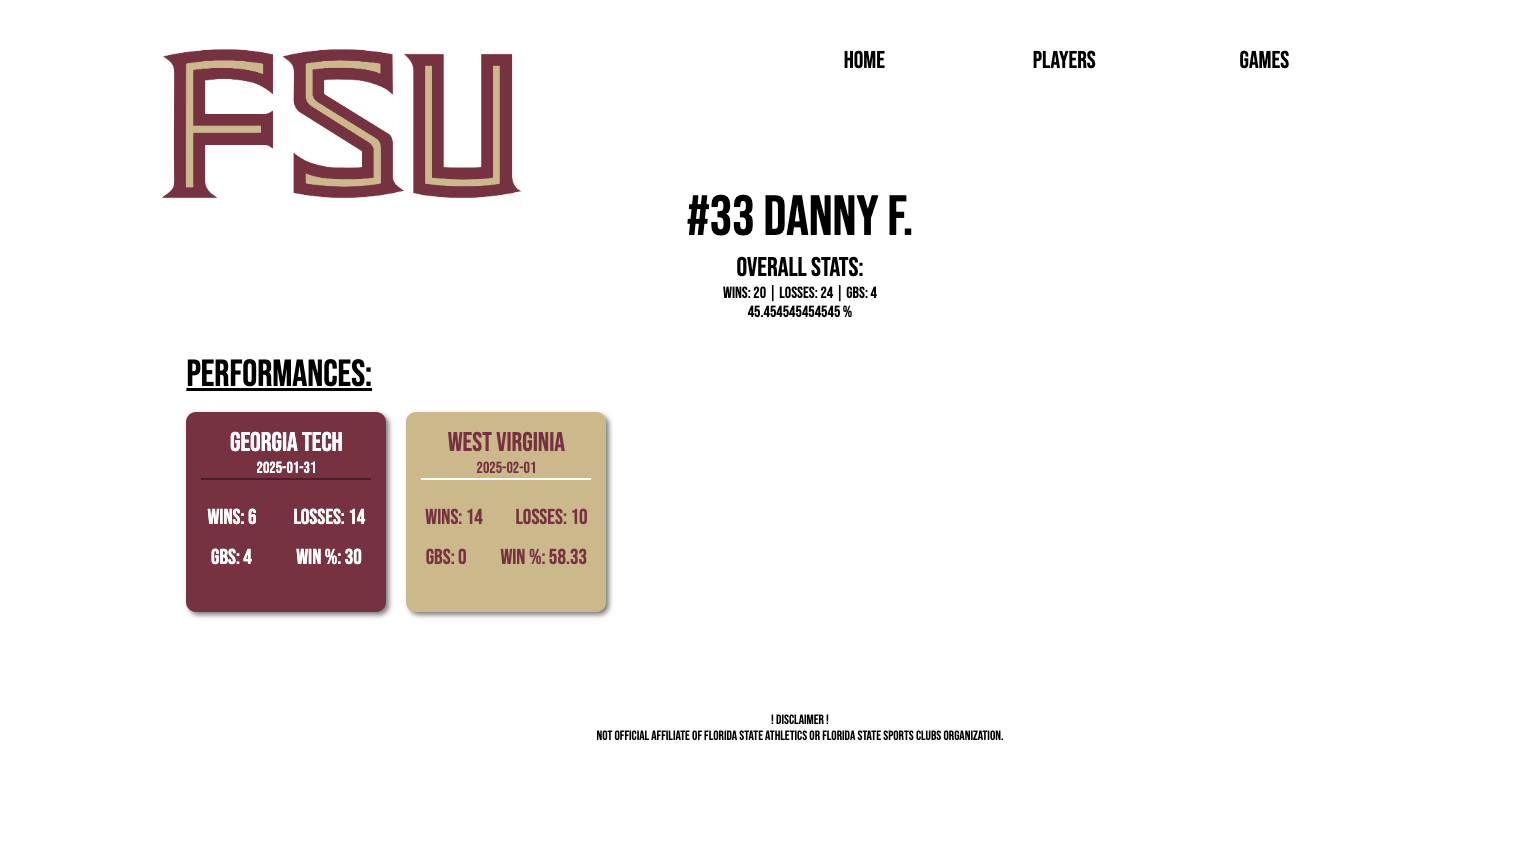 FSU
HOME PLAYERS GAMES
#33 DANNY F.
OVERALL STATS:
WINS: 20 | LOSSES: 24 | GBS: 4
45.454545454545 %
PERFORMANCES:
GEORGIA TECH
2025-01-31
WINS: 6 LOSSES: 14
GBS: 4 WIN %: 30
WEST VIRGINIA
2025-02-01
WINS: 14 LOSSES: 10
GBS: 0 WIN %: 58.33
! DISCLAIMER !
NOT OFFICIAL AFFILIATE OF FLORIDA STATE ATHLETICS OR FLORIDA STATE SPORTS CLUBS ORGANIZATION.